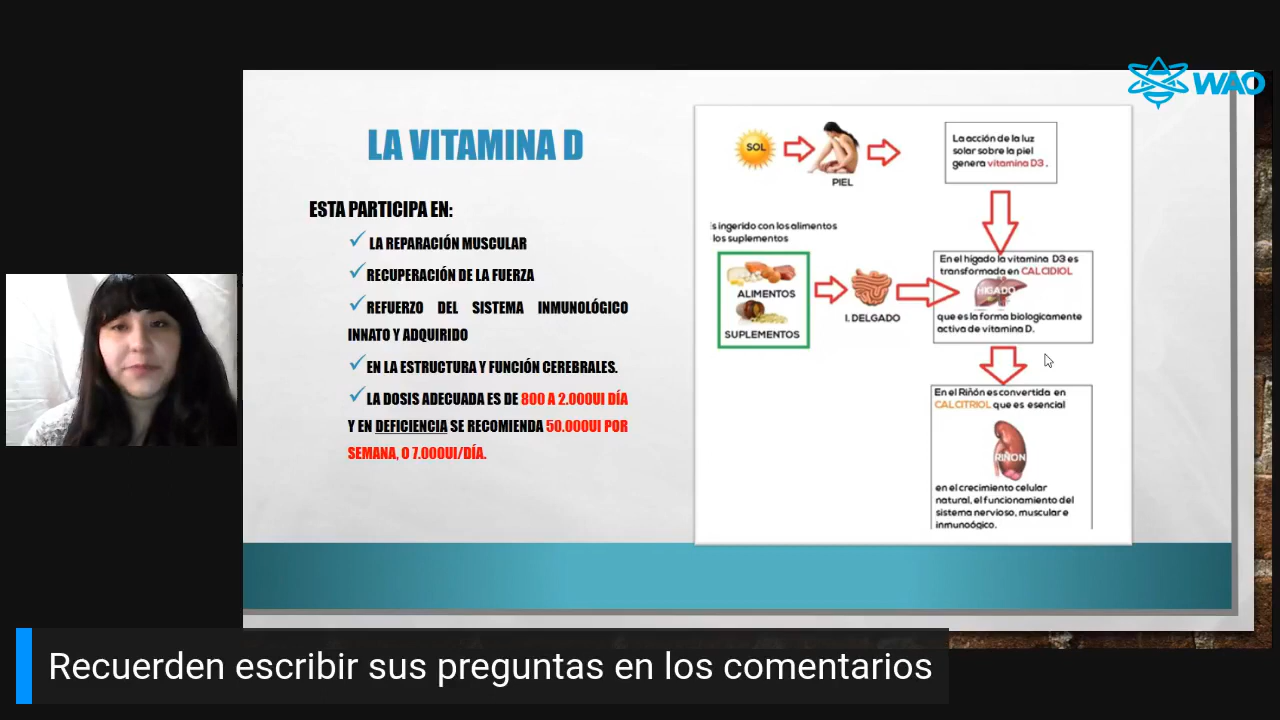 WAO
LA VITAMINA D
ESTA PARTICIPA EN:
LA REPARACIÓN MUSCULAR
RECUPERACIÓN DE LA FUERZA
REFUERZO DEL SISTEMA INMUNOLÓGICO
INNATO Y ADQUIRIDO
EN LA ESTRUCTURA Y FUNCIÓN CEREBRALES.
LA DOSIS ADECUADA ES DE 800 A 2.000UI DÍA
Y EN DEFICIENCIA SE RECOMIENDA 50.000UI POR
SEMANA, O 7.000UI/DÍA.
SOL
PIEL
La acción de la luz
solar sobre la piel
genera vitamina D3 .
s ingerido con los alimentos
los suplementos
ALIMENTOS
SUPLEMENTOS
I. DELGADO
En el hígado la vitamina D3 es
transformada en CALCIDIOL
HÍGADO
que es la forma biologicamente
activa de vitamina D.
En el Riñón es convertida en
CALCITRIOL que es esencial
RIÑON
en el crecimiento celular
natural, el funcionamiento del
sistema nervioso, muscular e
inmunoógico.
Recuerden escribir sus preguntas en los comentarios